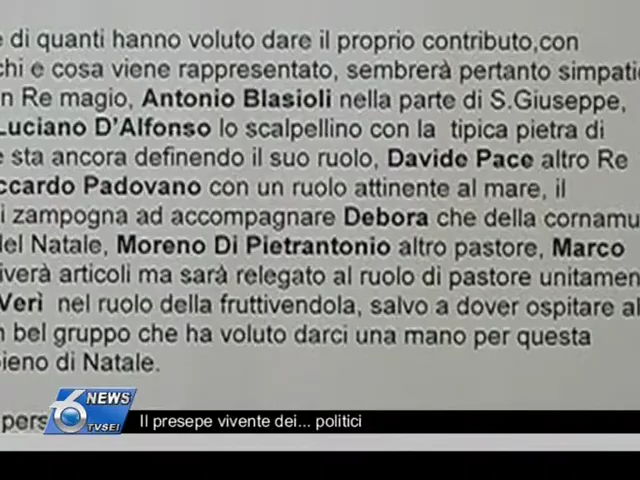 e di quanti hanno voluto dare il proprio contributo,con
chi e cosa viene rappresentato, sembrerà pertanto simpatic
n Re magio, Antonio Blasioli nella parte di S.Giuseppe,
Luciano D'Alfonso lo scalpellino con la tipica pietra di
e sta ancora definendo il suo ruolo, Davide Pace altro Re
ccardo Padovano con un ruolo attinente al mare, il
i zampogna ad accompagnare Debora che della cornamu
del Natale, Moreno Di Pietrantonio altro pastore, Marco
iverà articoli ma sarà relegato al ruolo di pastore unitamen
Verì nel ruolo della fruttivendola, salvo a dover ospitare al
n bel gruppo che ha voluto darci una mano per questa
pieno di Natale.
pers
6 NEWS
TVSEI
Il presepe vivente dei... politici